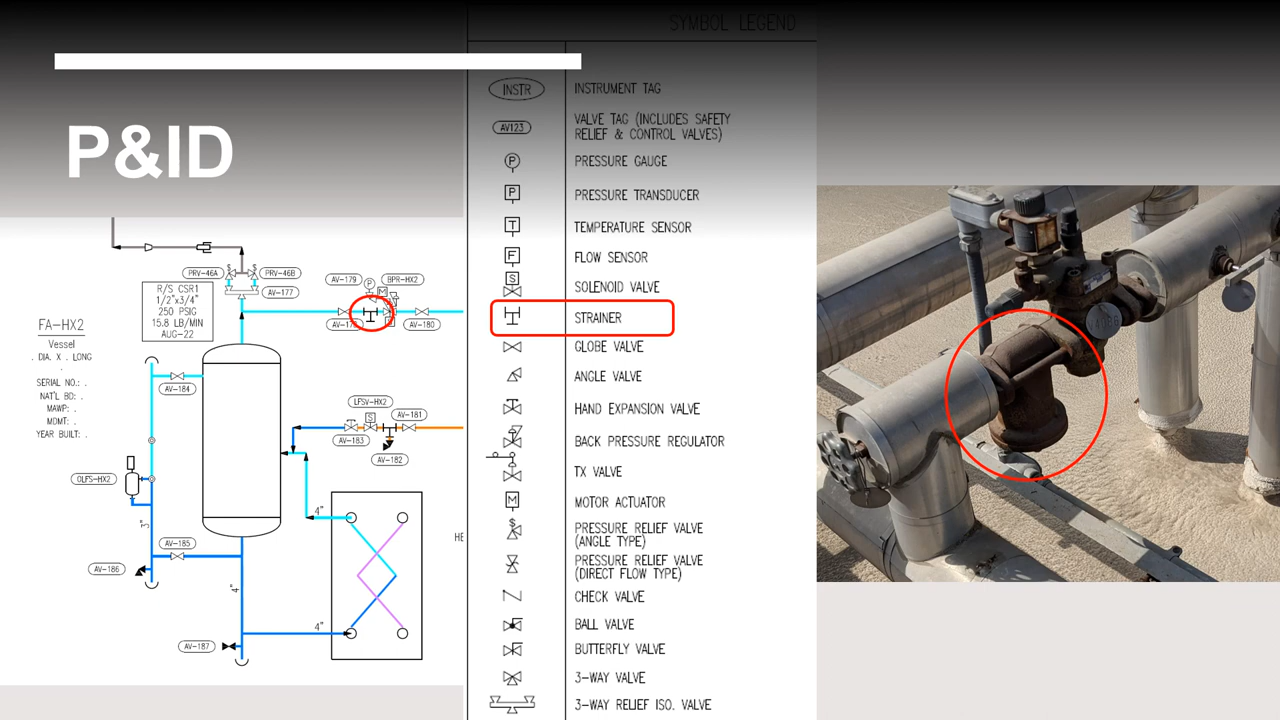 P&ID
PRV-46A
PRV-46B
AV-177
R/S CSR1
1/2"x3/4"
250 PSIG
15.8 LB/MIN
AUG-22
AV-179
P
M
BPR-HX2
AV-180
FA-HX2
Vessel
. DIA. X . LONG
.
SERIAL NO.: .
NAT'L BD: .
MAWP: .
MDMT: .
YEAR BUILT: .
AV-184
LFSV-HX2
S
AV-181
AV-183
AV-182
OLFS-HX2
3"
AV-185
AV-186
4"
AV-187
4"
4"
HE
SYMBOL LEGEND
INSTR INSTRUMENT TAG
AV123 VALVE TAG (INCLUDES SAFETY
RELIEF & CONTROL VALVES)
P PRESSURE GAUGE
P PRESSURE TRANSDUCER
T TEMPERATURE SENSOR
F FLOW SENSOR
S SOLENOID VALVE
STRAINER
GLOBE VALVE
ANGLE VALVE
HAND EXPANSION VALVE
BACK PRESSURE REGULATOR
TX VALVE
M MOTOR ACTUATOR
PRESSURE RELIEF VALVE
(ANGLE TYPE)
PRESSURE RELIEF VALVE
(DIRECT FLOW TYPE)
CHECK VALVE
BALL VALVE
BUTTERFLY VALVE
3-WAY VALVE
3-WAY RELIEF ISO. VALVE